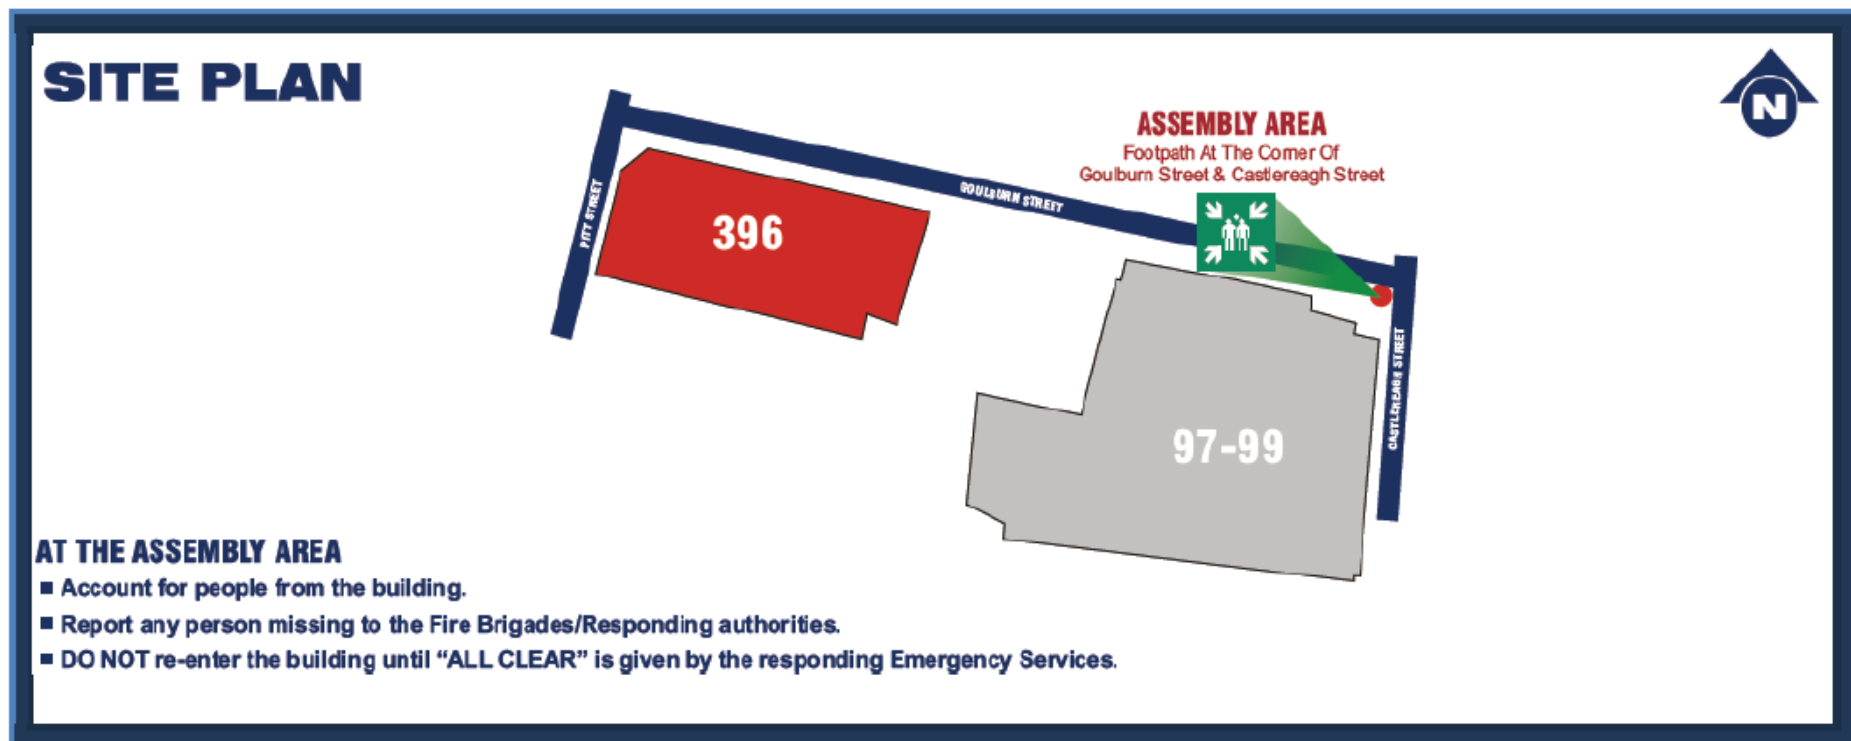 SITE PLAN
N
ASSEMBLY AREA
Footpath At The Corner Of
Goulburn Street & Castlereagh Street
GOULBURN STREET
PITT STREET
396
97-99
CASTLEREAGH STREET
AT THE ASSEMBLY AREA
Account for people from the building.
Report any person missing to the Fire Brigades/Responding authorities.
DO NOT re-enter the building until “ALL CLEAR” is given by the responding Emergency Services.